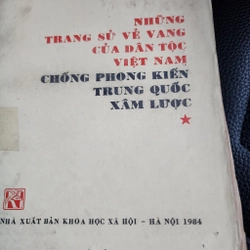 NHỮNG
TRANG SỬ VẺ VANG
CỦA DÂN TỘC
VIỆT NAM
CHỐNG PHONG KIẾN
TRUNG QUỐC
XÂM LƯỢC
NHÀ XUẤT BẢN KHOA HỌC XÃ HỘI - HÀ NỘI 1984